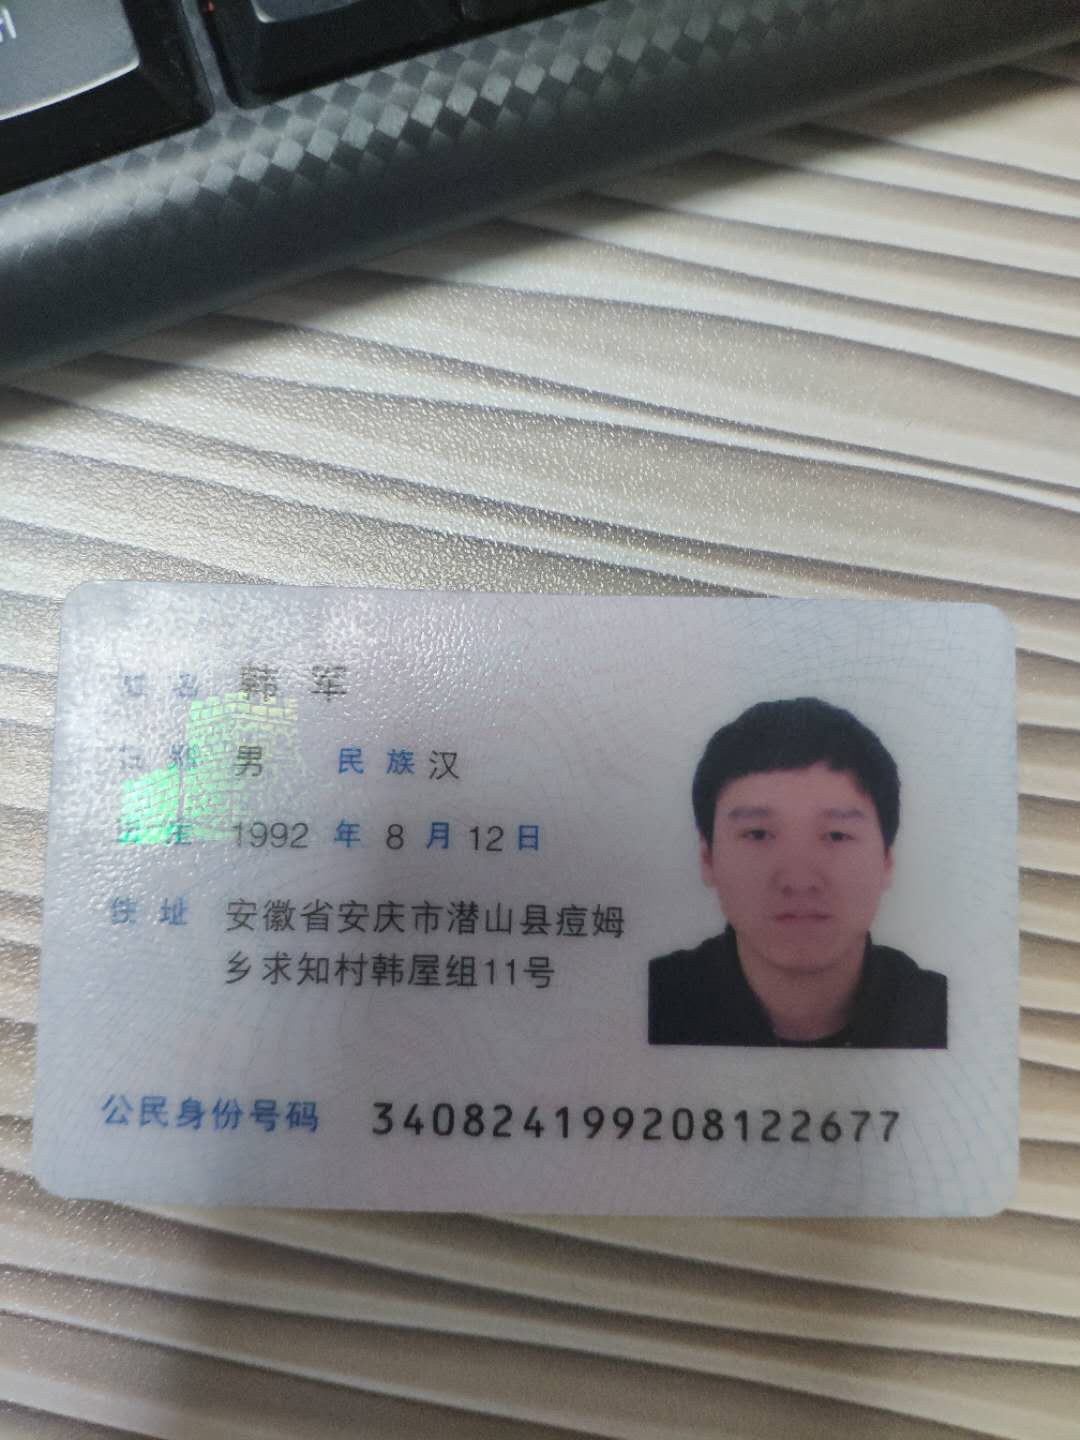 姓名 韩军
性别 男 民族 汉
出生 1992 年 8 月 12 日
住址 安徽省安庆市潜山县痘姆
乡求知村韩屋组11号
公民身份号码 340824199208122677